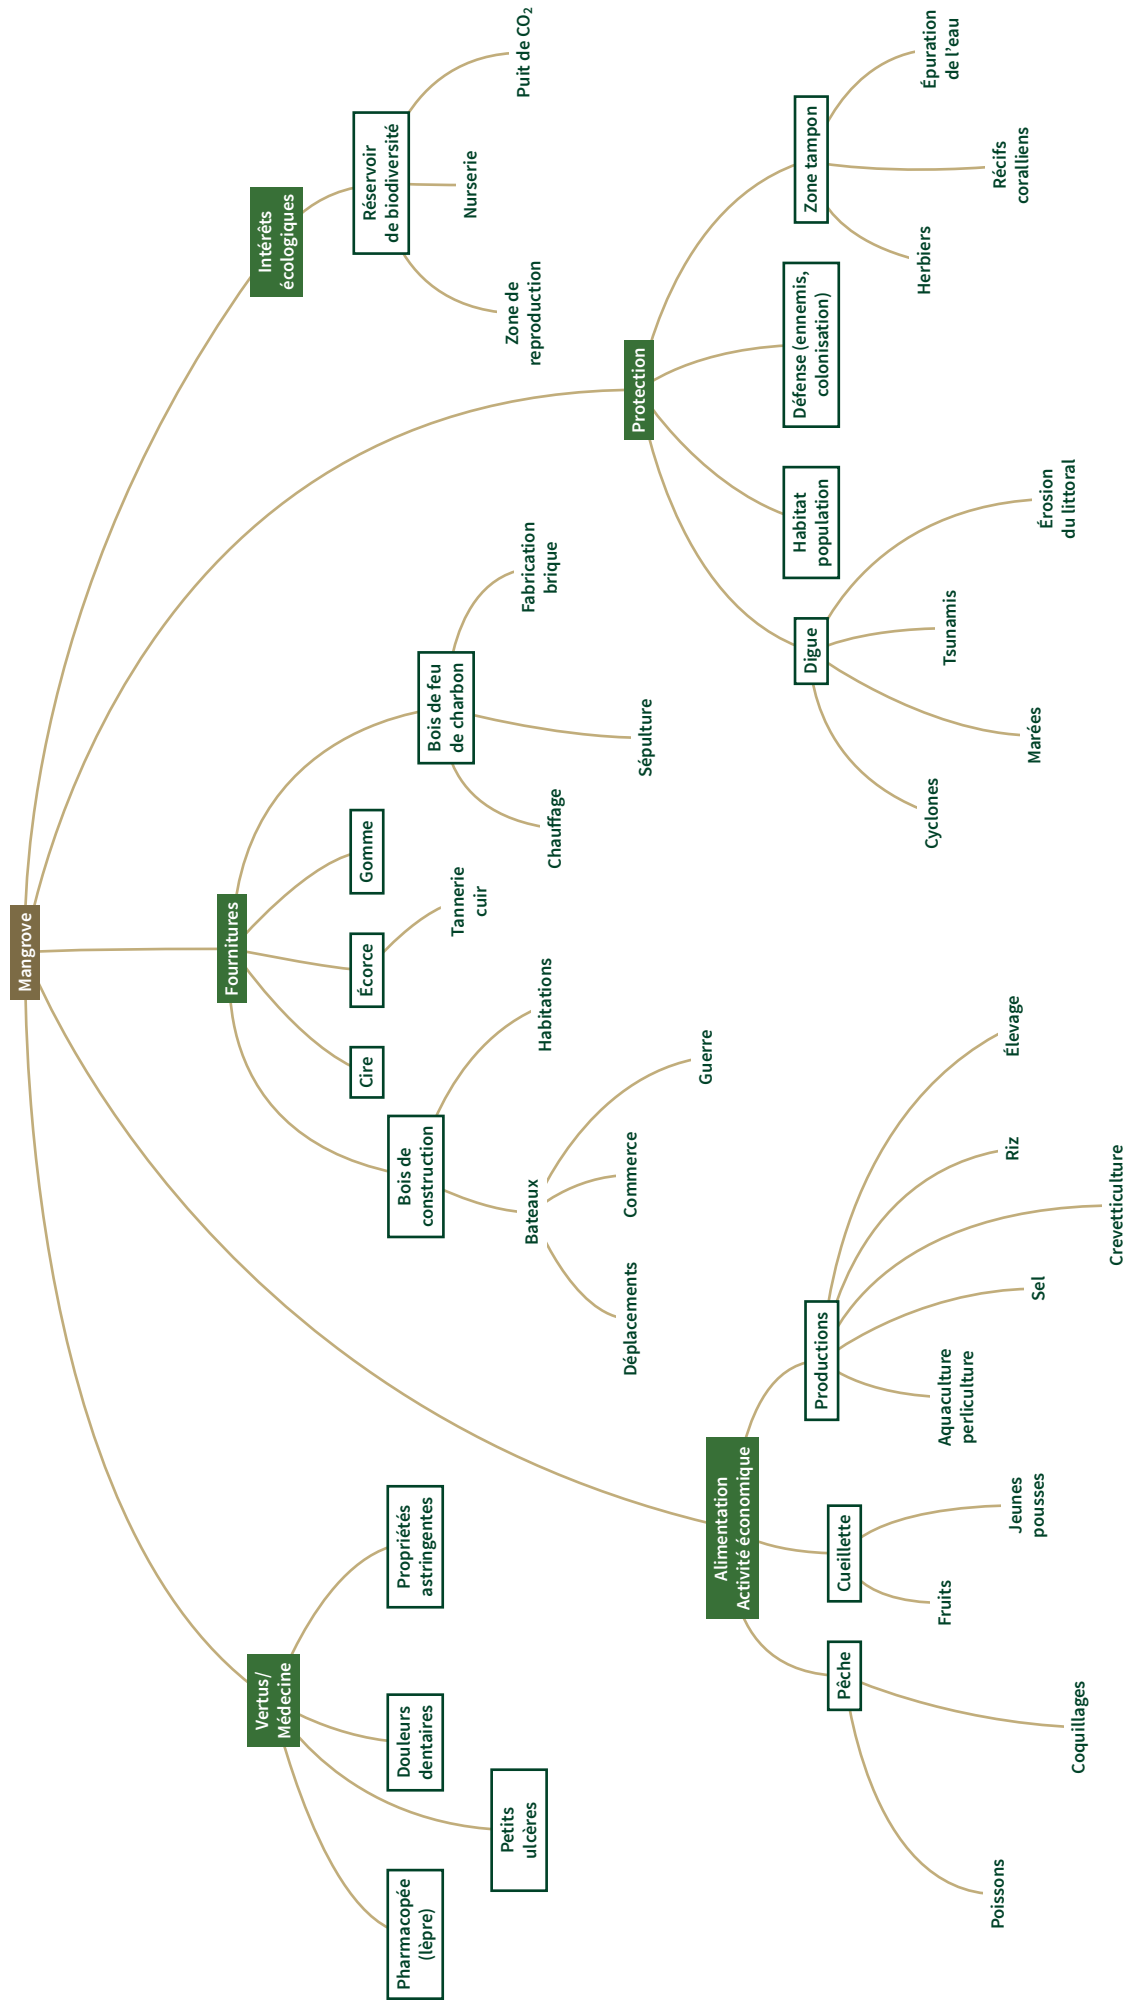 Mangrove
Vertus/
Médecine
Pharmacopée
(lèpre)
Petits
ulcères
Douleurs
dentaires
Propriétés
astringentes
Alimentation
Activité économique
Pêche
Poissons
Coquillages
Cueillette
Fruits
Jeunes
pousses
Productions
Aquaculture
perliculture
Sel
Crevetticulture
Riz
Élevage
Fournitures
Bois de
construction
Bateaux
Déplacements
Commerce
Guerre
Habitations
Cire
Écorce
Tannerie
cuir
Gomme
Bois de feu
de charbon
Chauffage
Sépulture
Fabrication
brique
Protection
Digue
Cyclones
Marées
Tsunamis
Érosion
du littoral
Habitat
population
Défense (ennemis,
colonisation)
Zone tampon
Herbiers
Récifs
coralliens
Épuration
de l’eau
Intérêts
écologiques
Réservoir
de biodiversité
Zone de
reproduction
Nurserie
Puit de CO₂